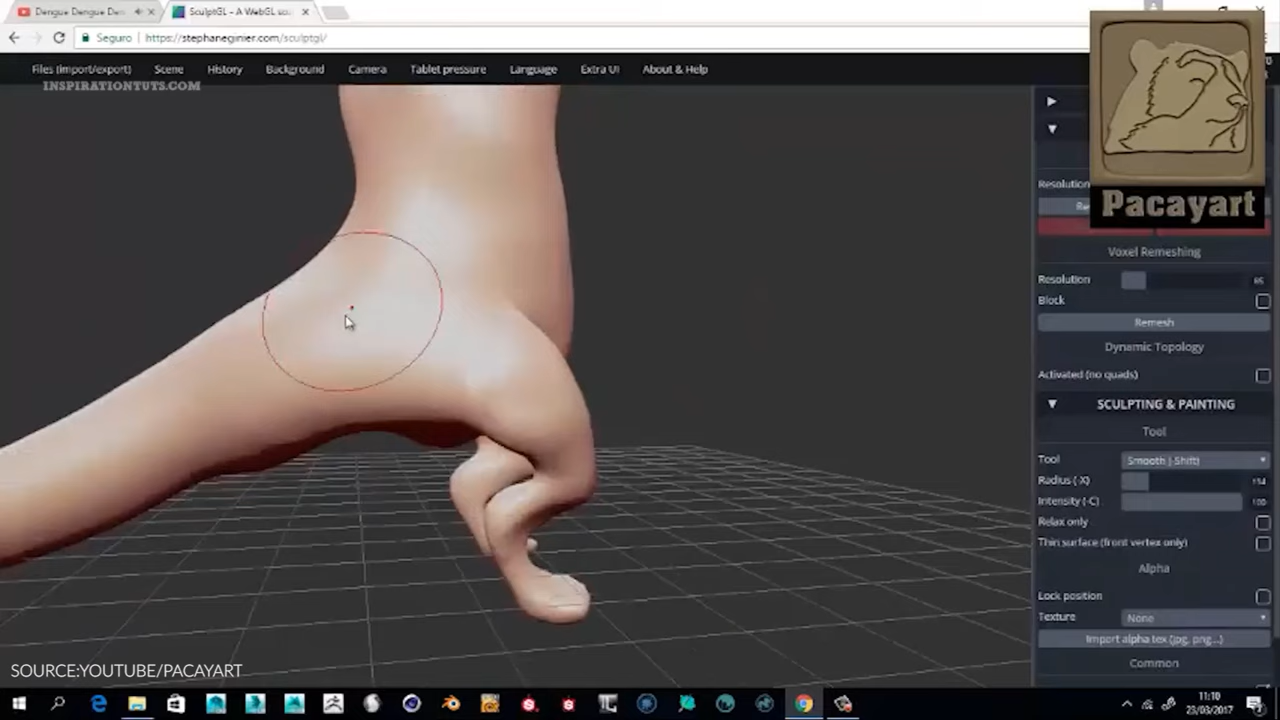 Dengue Dengue Den
SculptGL - A WebGL scu
Seguro
https://stephaneginier.com/sculptgl/
Files (import/export) Scene History Background Camera Tablet pressure Language Extra UI About & Help
INSPIRATIONTUTS.COM
Pacayart
Resolution
Voxel Remeshing
Resolution
Block
Remesh
Dynamic Topology
Activated (no quads)
SCULPTING & PAINTING
Tool
Tool Smooth (-Shift)
Radius (-X)
Intensity (-C) 100
Relax only
Thin surface (front vertex only)
Alpha
Lock position
Texture None
Import alpha tex (jpg, png...)
Common
SOURCE:YOUTUBE/PACAYART
11:10
23/03/2017